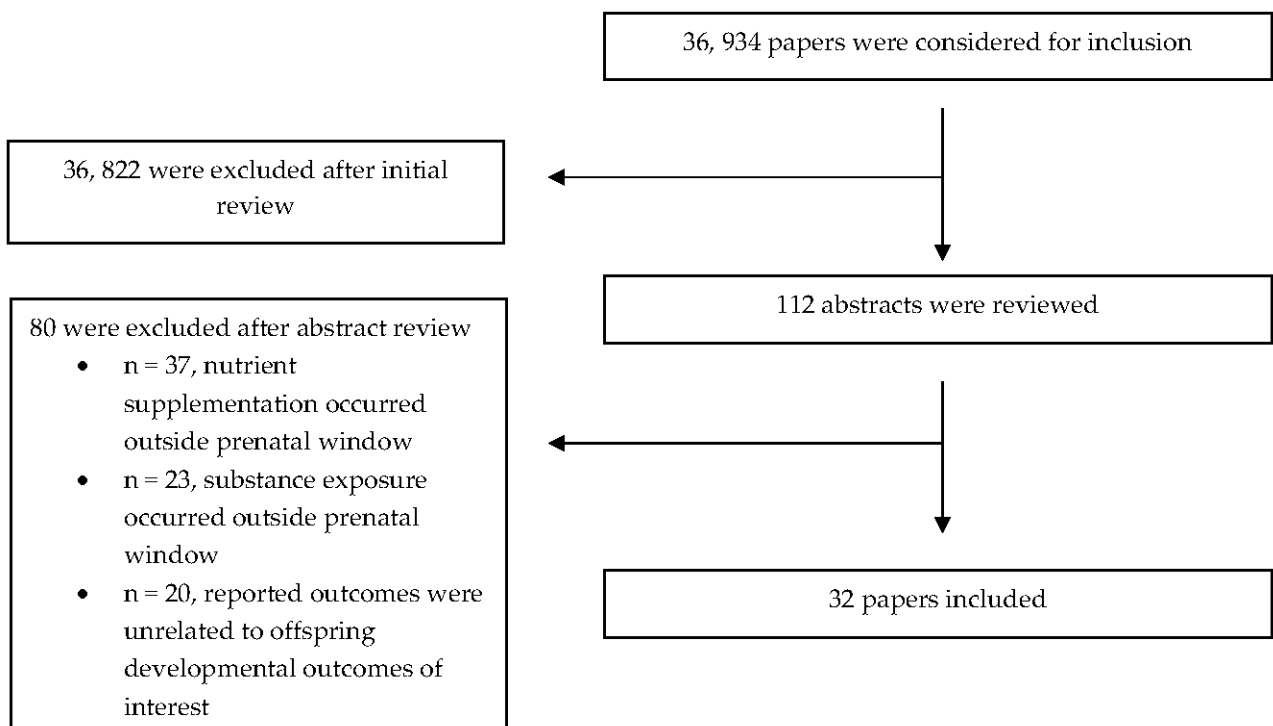 36, 934 papers were considered for inclusion
36, 822 were excluded after initial
review
112 abstracts were reviewed
80 were excluded after abstract review
• n = 37, nutrient
supplementation occurred
outside prenatal window
• n = 23, substance exposure
occurred outside prenatal
window
• n = 20, reported outcomes were
unrelated to offspring
developmental outcomes of
interest
32 papers included